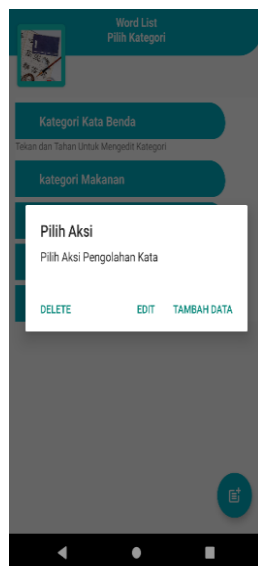 Word List
Pilih Kategori
Kategori Kata Benda
Tekan dan Tahan Untuk Mengedit Kategori
kategori Makanan
Pilih Aksi
Pilih Aksi Pengolahan Kata
DELETE
EDIT
TAMBAH DATA